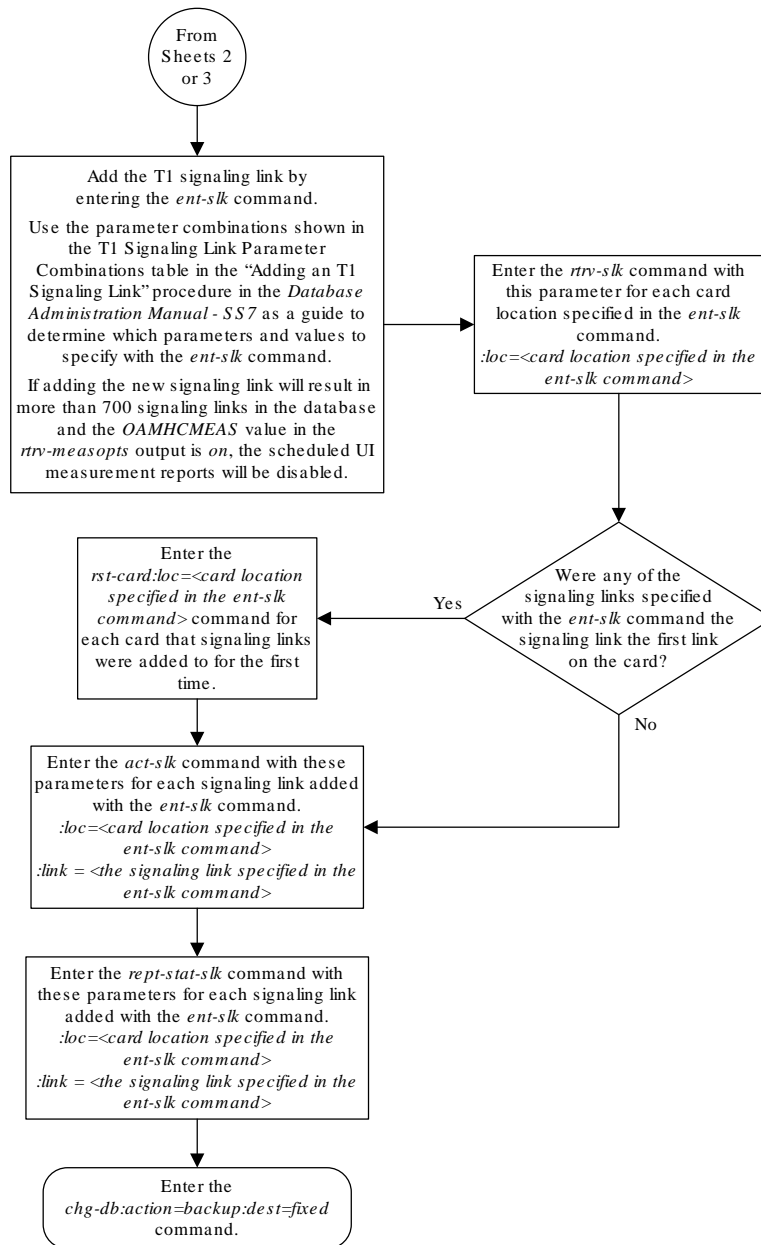 From
Sheets 2
or 3
Add the T1 signaling link by
entering the ent-slk command.
Use the parameter combinations shown in
the T1 Signaling Link Parameter
Combinations table in the “Adding an T1
Signaling Link” procedure in the Database
Administration Manual - SS7 as a guide to
determine which parameters and values to
specify with the ent-slk command.
If adding the new signaling link will result in
more than 700 signaling links in the database
and the OAMHCMEAS value in the
rtrv-measopts output is on, the scheduled UI
measurement reports will be disabled.
Enter the rtrv-slk command with
this parameter for each card
location specified in the ent-slk
command.
:loc=<card location specified in the
ent-slk command>
Were any of the
signaling links specified
with the ent-slk command the
signaling link the first link
on the card?
Yes
No
Enter the
rst-card:loc=<card location
specified in the ent-slk
command> command for
each card that signaling links
were added to for the first
time.
Enter the act-slk command with these
parameters for each signaling link added
with the ent-slk command.
:loc=<card location specified in the
ent-slk command>
:link = <the signaling link specified in the
ent-slk command>
Enter the rept-stat-slk command with
these parameters for each signaling link
added with the ent-slk command.
:loc=<card location specified in the
ent-slk command>
:link = <the signaling link specified in the
ent-slk command>
Enter the
chg-db:action=backup:dest=fixed
command.